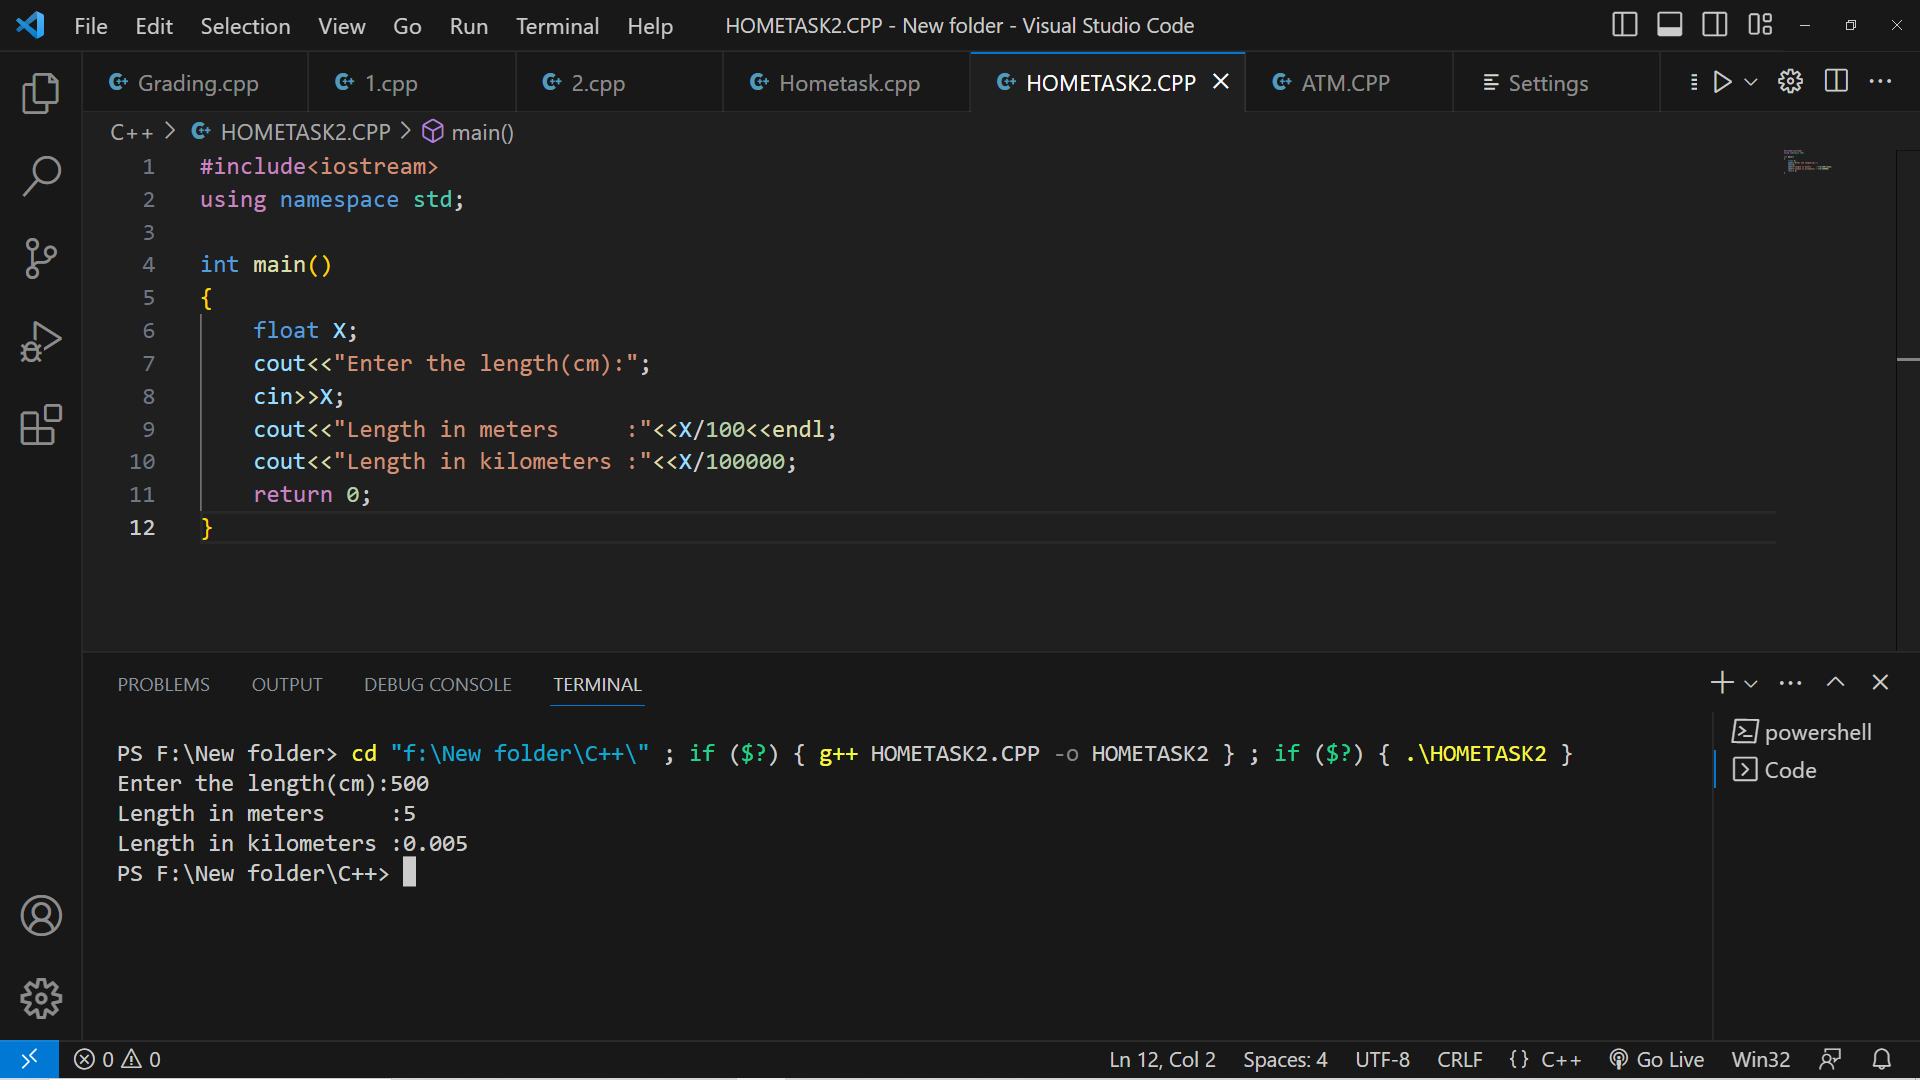 File Edit Selection View Go Run Terminal Help HOMETASK2.CPP - New folder - Visual Studio Code
Grading.cpp 1.cpp 2.cpp Hometask.cpp HOMETASK2.CPP ATM.CPP Settings
C++ > HOMETASK2.CPP > main()
1 #include<iostream>
2 using namespace std;
3
4 int main()
5 {
6     float X;
7     cout<<"Enter the length(cm):";
8     cin>>X;
9     cout<<"Length in meters     :"<<X/100<<endl;
10     cout<<"Length in kilometers :"<<X/100000;
11     return 0;
12 }
PROBLEMS OUTPUT DEBUG CONSOLE TERMINAL
PS F:\New folder> cd "f:\New folder\C++\" ; if ($?) { g++ HOMETASK2.CPP -o HOMETASK2 } ; if ($?) { .\HOMETASK2 }
Enter the length(cm):500
Length in meters     :5
Length in kilometers :0.005
PS F:\New folder\C++>
powershell
Code
0 0 Ln 12, Col 2 Spaces: 4 UTF-8 CRLF {} C++ Go Live Win32